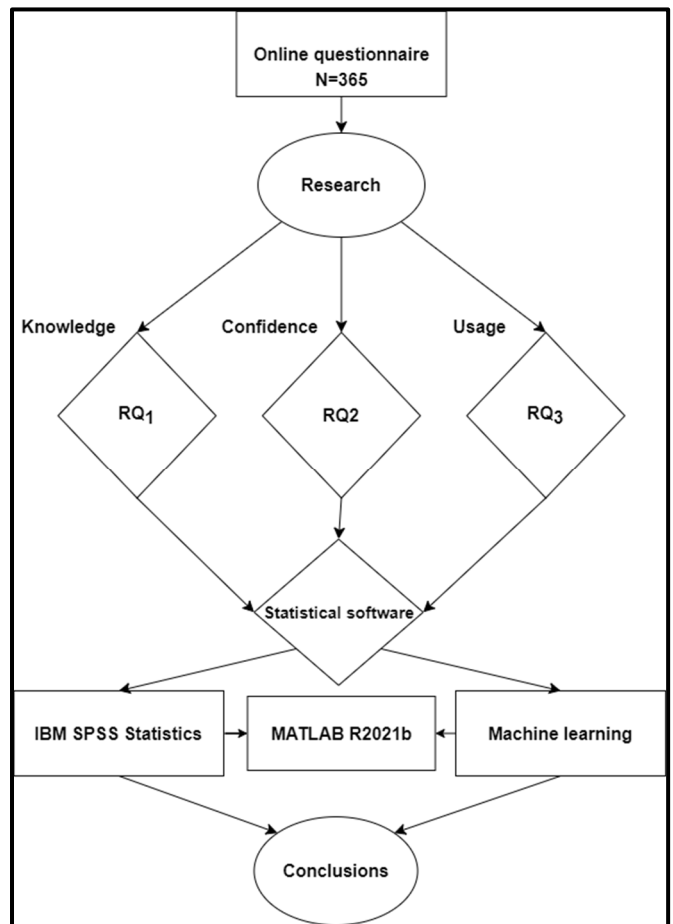 Online questionnaire
N=365
Research
Knowledge
Confidence
Usage
RQ1
RQ2
RQ3
Statistical software
IBM SPSS Statistics
MATLAB R2021b
Machine learning
Conclusions